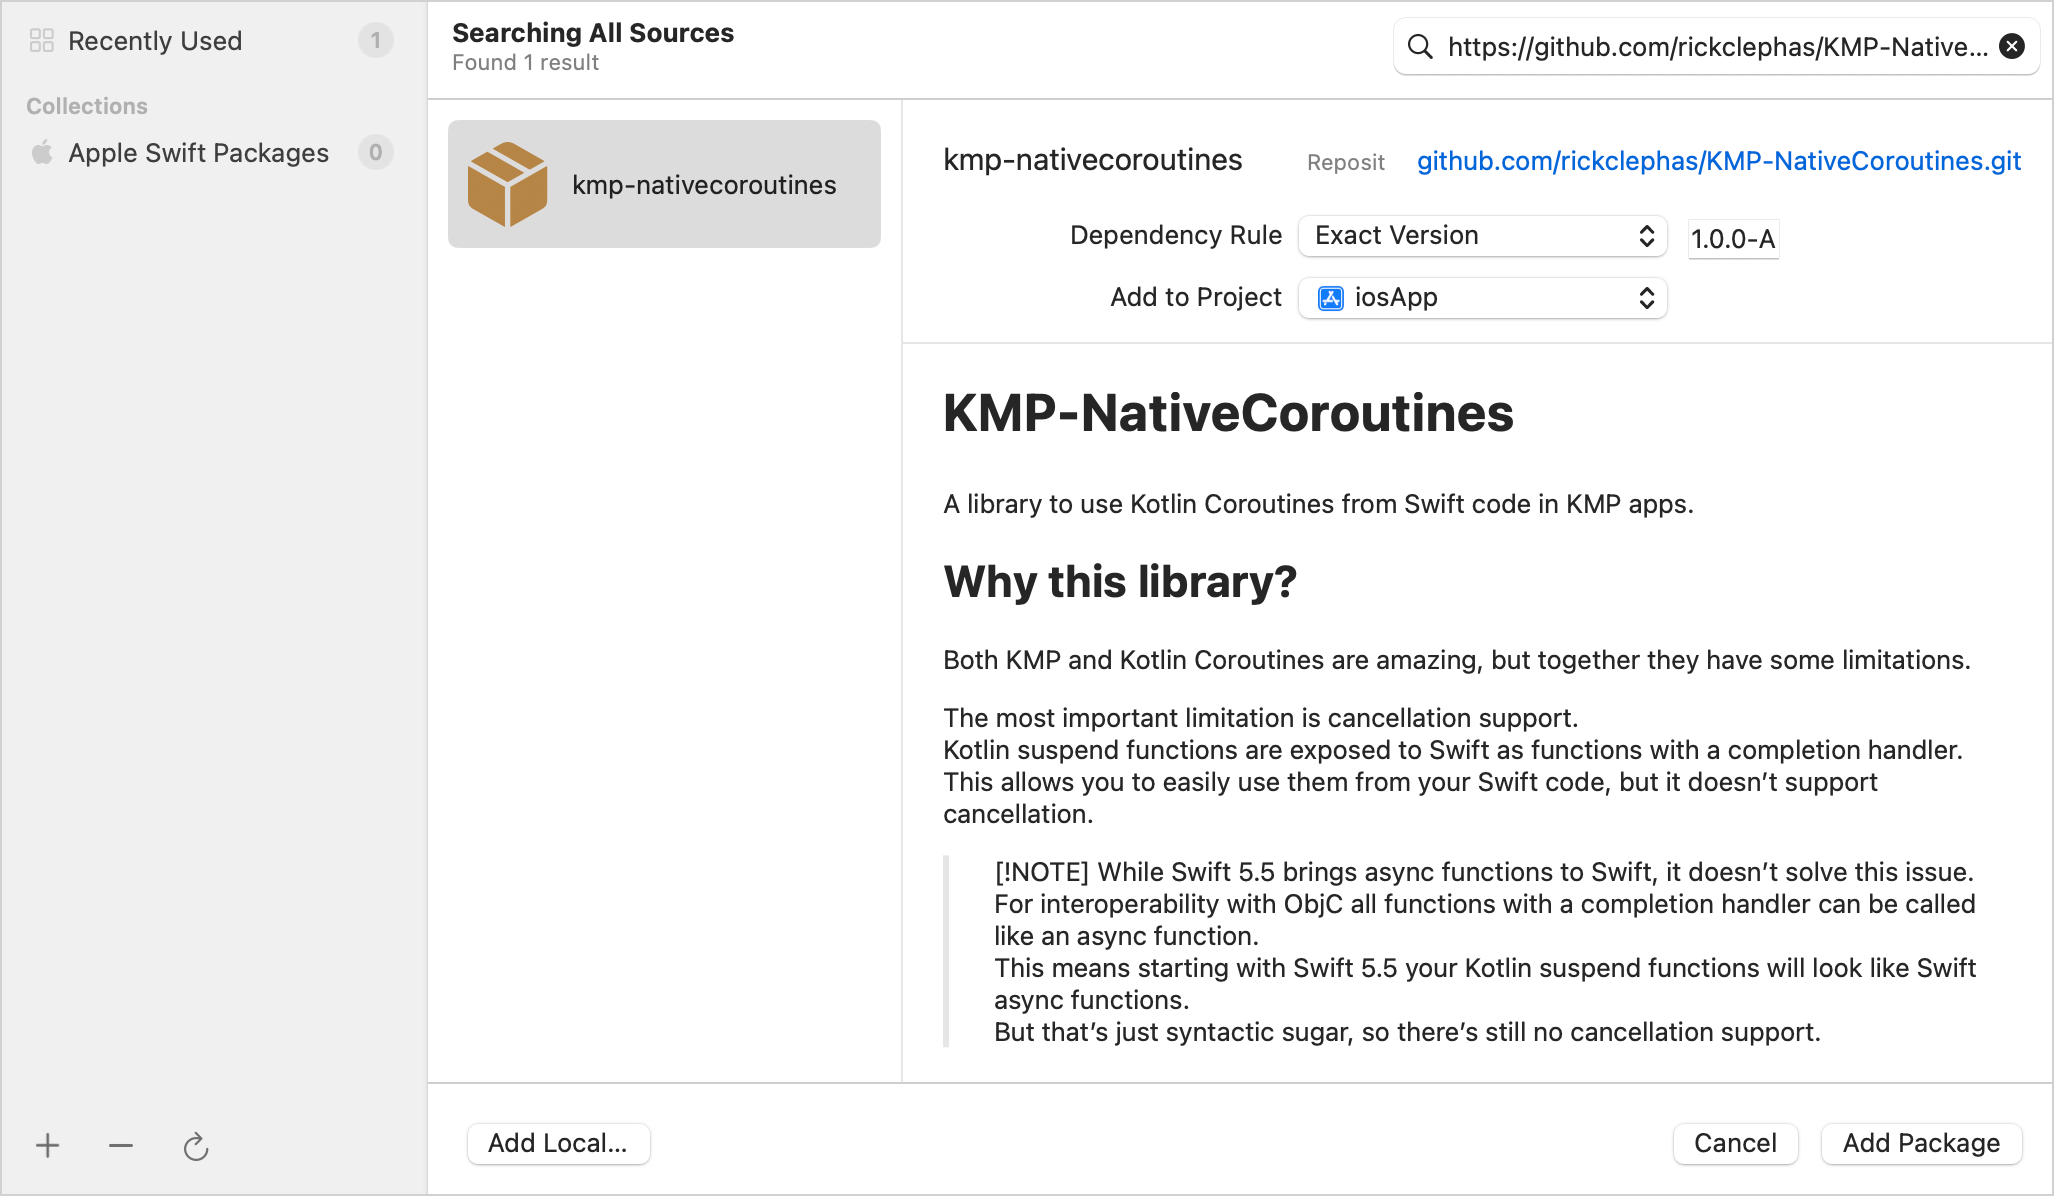 Recently Used 1
Collections
Apple Swift Packages 0
Searching All Sources
Found 1 result
https://github.com/rickclephas/KMP-Native...
kmp-nativecoroutines
kmp-nativecoroutines
Reposit
github.com/rickclephas/KMP-NativeCoroutines.git
Dependency Rule Exact Version 1.0.0-A
Add to Project iosApp
KMP-NativeCoroutines
A library to use Kotlin Coroutines from Swift code in KMP apps.
Why this library?
Both KMP and Kotlin Coroutines are amazing, but together they have some limitations.
The most important limitation is cancellation support.
Kotlin suspend functions are exposed to Swift as functions with a completion handler.
This allows you to easily use them from your Swift code, but it doesn’t support
cancellation.
[!NOTE] While Swift 5.5 brings async functions to Swift, it doesn’t solve this issue.
For interoperability with ObjC all functions with a completion handler can be called
like an async function.
This means starting with Swift 5.5 your Kotlin suspend functions will look like Swift
async functions.
But that’s just syntactic sugar, so there’s still no cancellation support.
Add Local...
Cancel
Add Package